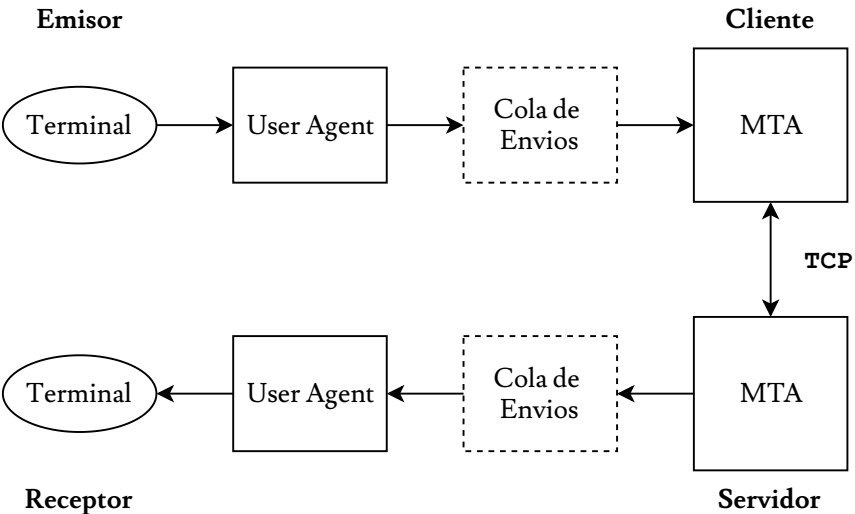 Emisor
Cliente
Terminal
User Agent
Cola de
Envios
MTA
TCP
Terminal
User Agent
Cola de
Envios
MTA
Receptor
Servidor